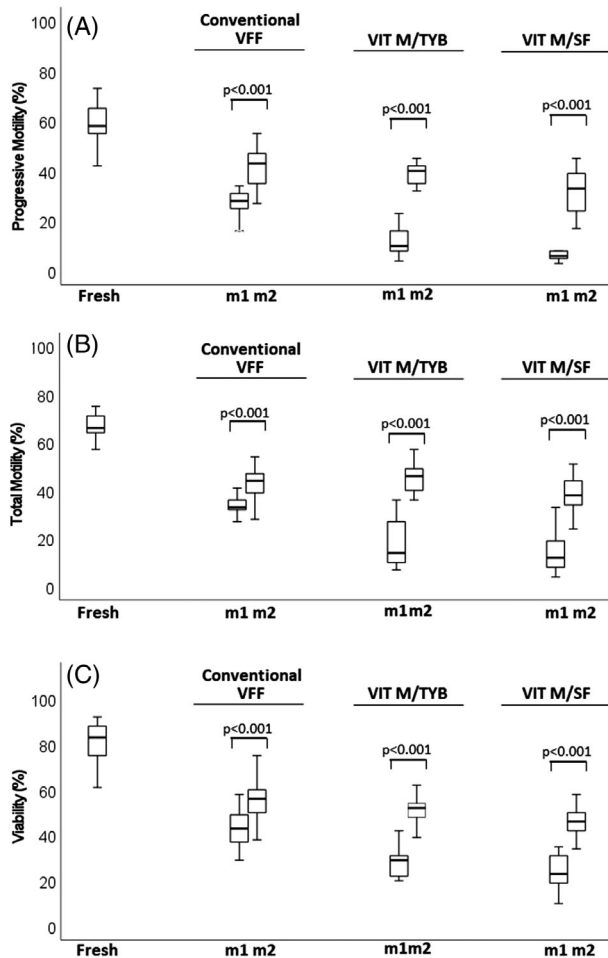 (A)
Conventional
VFF
VIT M/TYB
VIT M/SF
p<0.001
p<0.001
p<0.001
Progressive Motility (%)
100
80
60
40
20
0
Fresh
m1 m2
m1 m2
m1 m2
(B)
Conventional
VFF
VIT M/TYB
VIT M/SF
p<0.001
p<0.001
p<0.001
Total Motility (%)
100
80
60
40
20
0
Fresh
m1 m2
m1m2
m1 m2
(C)
Conventional
VFF
VIT M/TYB
VIT M/SF
p<0.001
p<0.001
p<0.001
Viability (%)
100
80
60
40
20
0
Fresh
m1 m2
m1m2
m1 m2